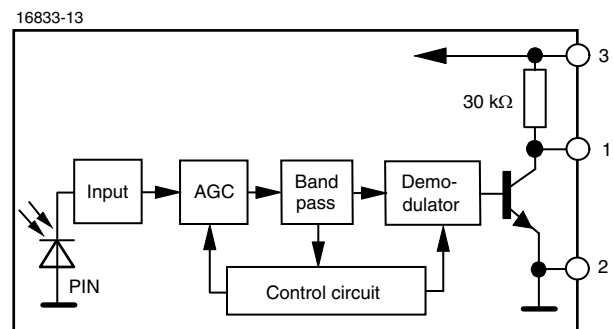 16833-13
3
30 kΩ
1
Input
AGC
Band
pass
Demo-
dulator
2
PIN
Control circuit